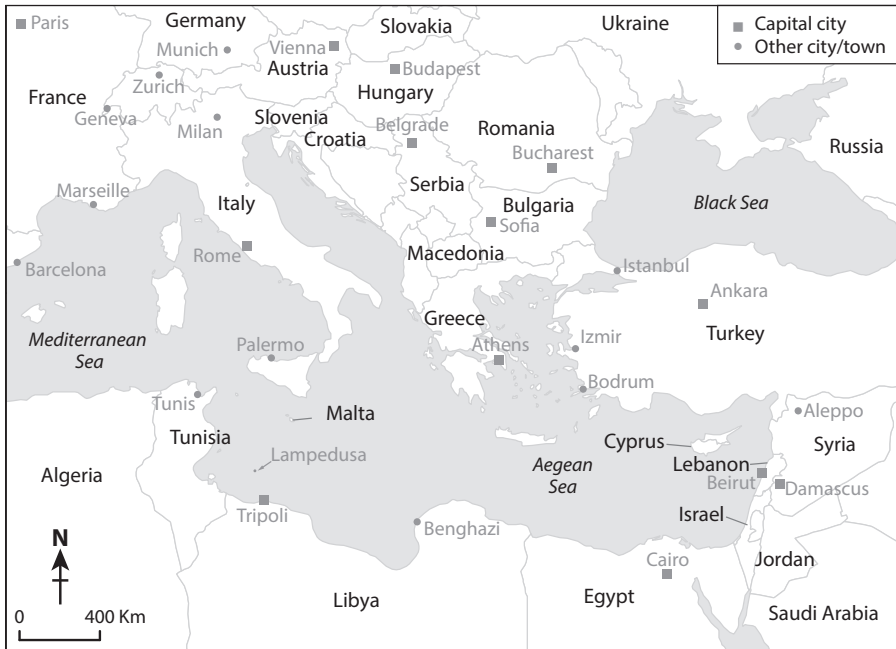 Paris
Germany
Slovakia
Ukraine
Capital city
Other city/town
Munich
Vienna
Austria
Budapest
Hungary
Zurich
France
Geneva
Milan
Slovenia
Croatia
Belgrade
Romania
Bucharest
Russia
Marseille
Italy
Serbia
Bulgaria
Sofia
Black Sea
Rome
Macedonia
Barcelona
Istanbul
Ankara
Greece
Turkey
Mediterranean
Sea
Palermo
Athens
Izmir
Bodrum
Tunis
Malta
Aleppo
Tunisia
Cyprus
Syria
Lampedusa
Aegean
Sea
Lebanon
Beirut
Damascus
Algeria
Tripoli
Benghazi
Israel
N
Cairo
Jordan
Libya
Egypt
Saudi Arabia
0 400 Km